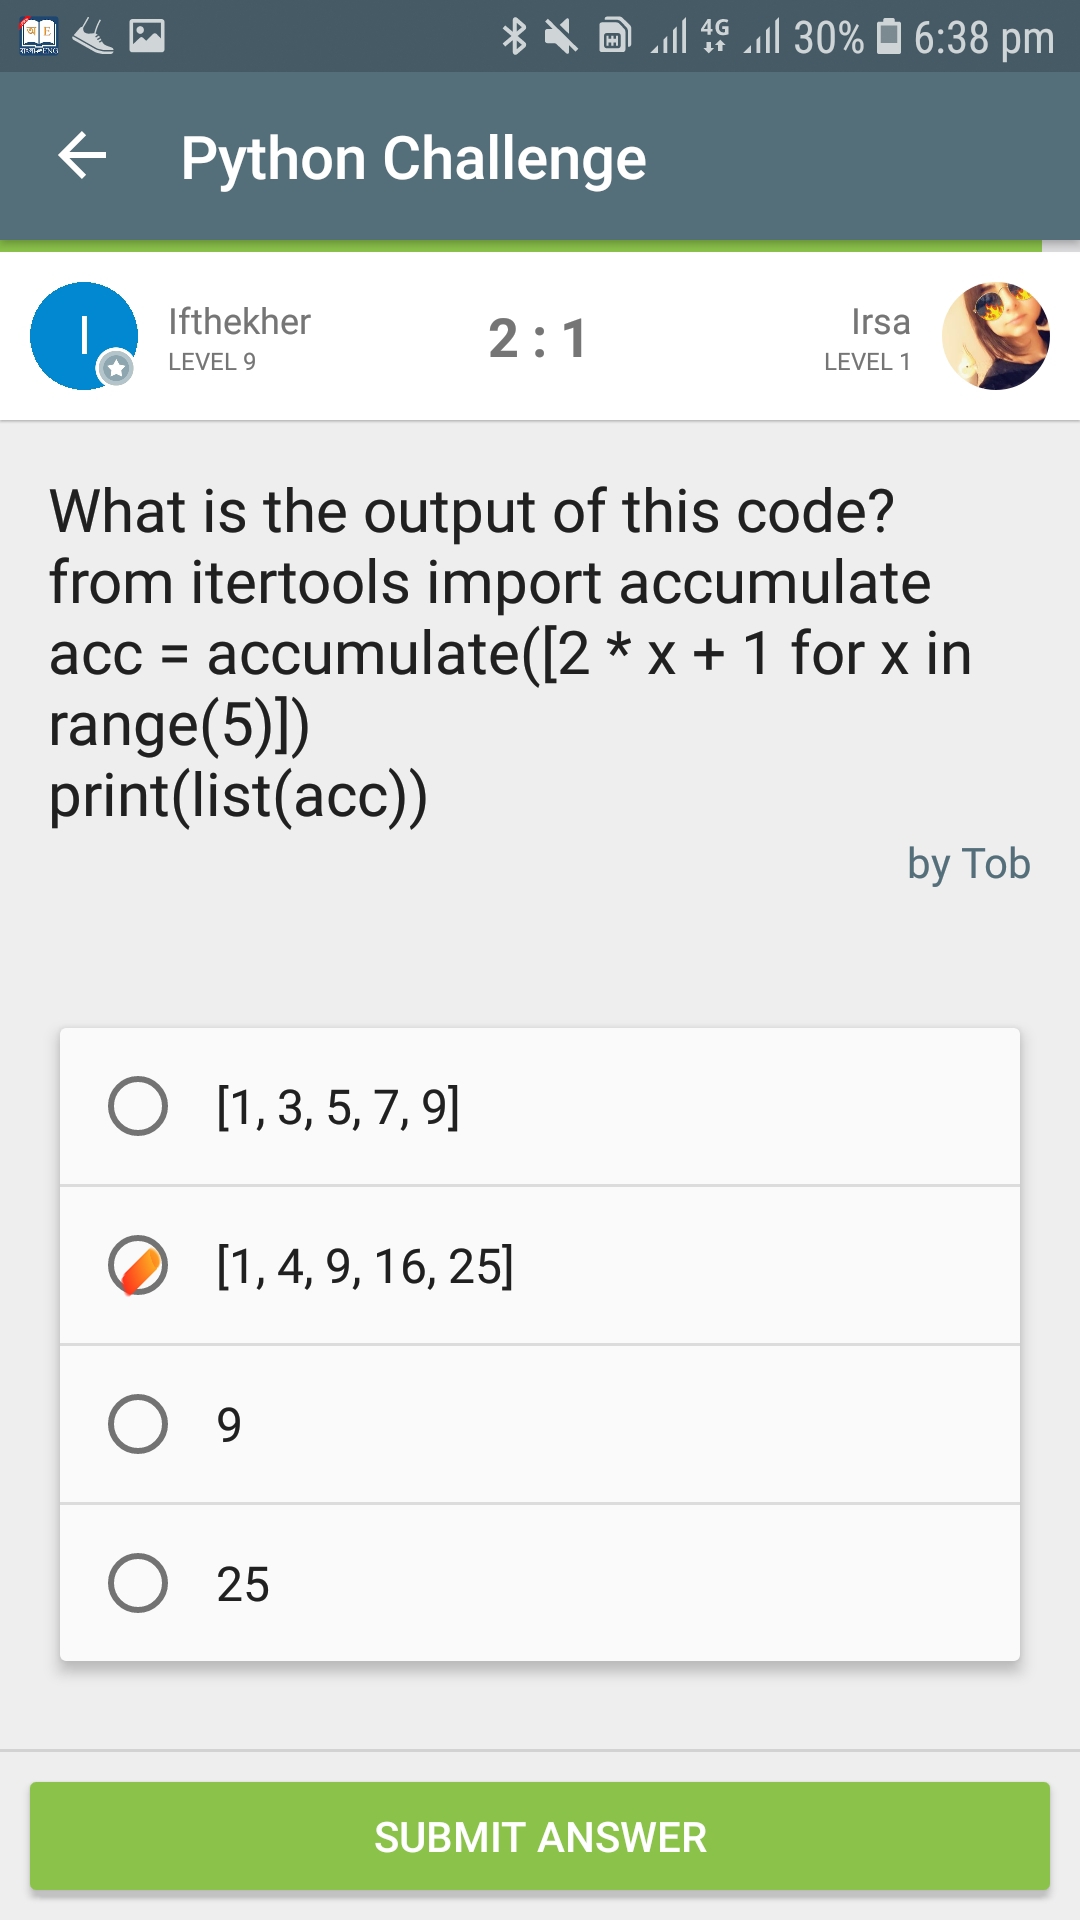 30% 6:38 pm
Python Challenge
I
Ifthekher
LEVEL 9
2 : 1
Irsa
LEVEL 1
What is the output of this code?
from itertools import accumulate
acc = accumulate([2 * x + 1 for x in
range(5)])
print(list(acc))
by Tob
[1, 3, 5, 7, 9]
[1, 4, 9, 16, 25]
9
25
SUBMIT ANSWER